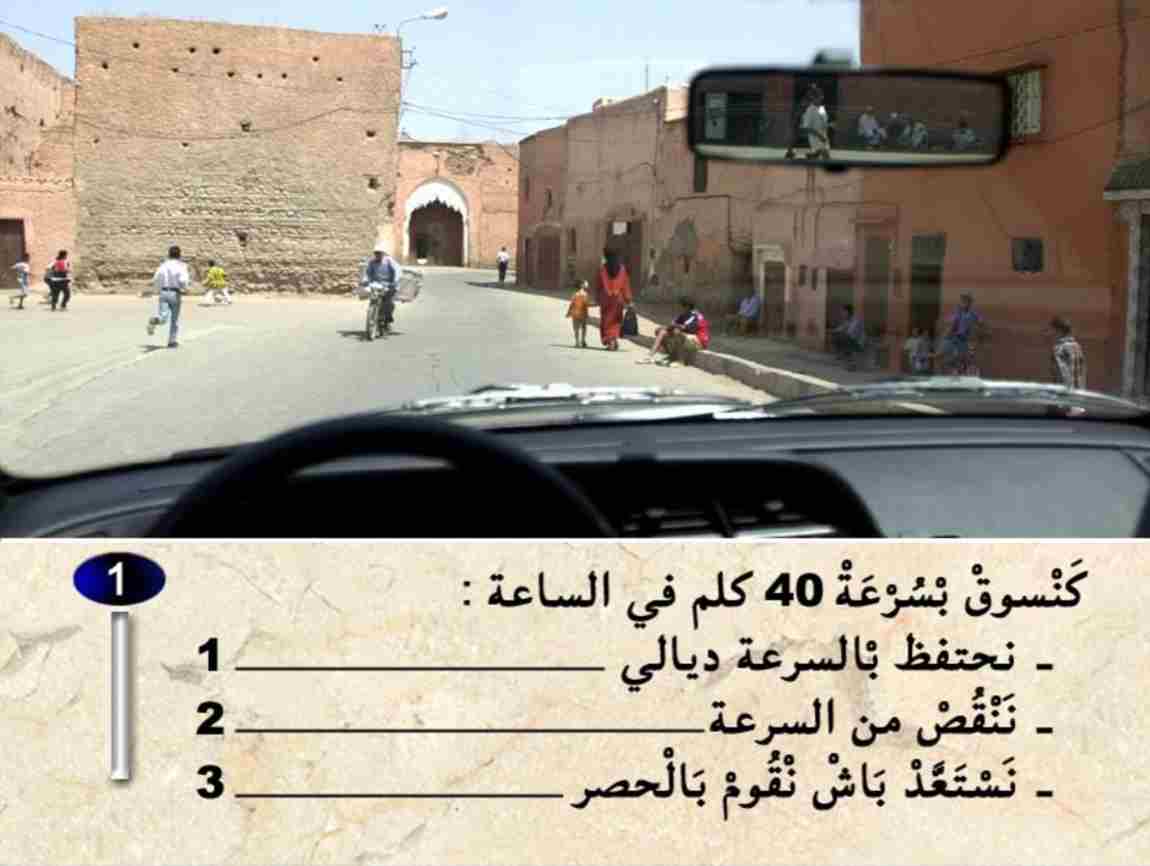 1
كَنْسوقْ بْسُرْعَةْ 40 كلم في الساعة :
ـ نحتفظ بْالسرعة ديالي 1
ـ نَنْقُصْ من السرعة 2
ـ نَسْتَعَّدْ بَاشْ نْقُومْ بَالْحصر 3